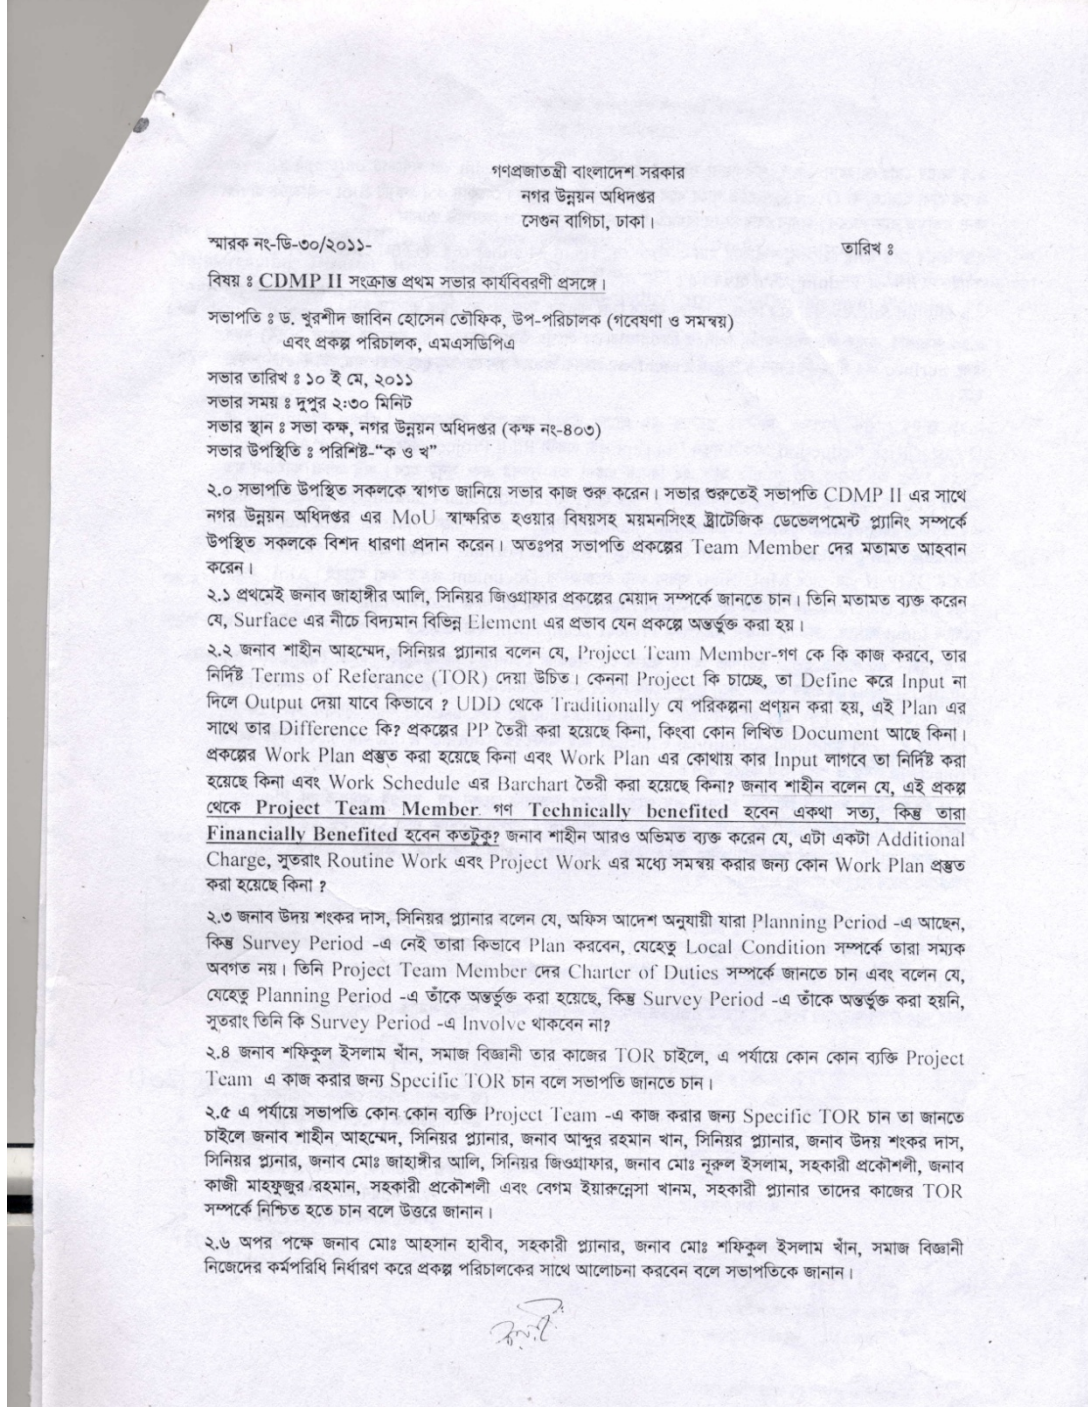 গণপ্রজাতন্ত্রী বাংলাদেশ সরকার
নগর উন্নয়ন অধিদপ্তর
সেগুন বাগিচা, ঢাকা।
স্মারক নং-ডি-৩০/২০১১-
তারিখ ঃ
বিষয় ঃ CDMP II সংক্রান্ত প্রথম সভার কার্যবিবরণী প্রসঙ্গে।
সভাপতি ঃ ড. খুরশীদ জাবিন হোসেন তৌফিক, উপ-পরিচালক (গবেষণা ও সমন্বয়)
এবং প্রকল্প পরিচালক, এমএসডিপিএ
সভার তারিখ ঃ ১০ ই মে, ২০১১
সভার সময় ঃ দুপুর ২:৩০ মিনিট
সভার স্থান ঃ সভা কক্ষ, নগর উন্নয়ন অধিদপ্তর (কক্ষ নং-৪০৩)
সভার উপস্থিতি ঃ পরিশিষ্ট-“ক ও খ”
২.০ সভাপতি উপস্থিত সকলকে স্বাগত জানিয়ে সভার কাজ শুরু করেন। সভার শুরুতেই সভাপতি CDMP II এর সাথে
নগর উন্নয়ন অধিদপ্তর এর MoU স্বাক্ষরিত হওয়ার বিষয়সহ ময়মনসিংহ ষ্ট্রাটেজিক ডেভেলপমেন্ট প্ল্যানিং সম্পর্কে
উপস্থিত সকলকে বিশদ ধারণা প্রদান করেন। অতঃপর সভাপতি প্রকল্পের Team Member দের মতামত আহবান
করেন।
২.১ প্রথমেই জনাব জাহাঙ্গীর আলি, সিনিয়র জিওগ্রাফার প্রকল্পের মেয়াদ সম্পর্কে জানতে চান। তিনি মতামত ব্যক্ত করেন
যে, Surface এর নীচে বিদ্যমান বিভিন্ন Element এর প্রভাব যেন প্রকল্পে অন্তর্ভুক্ত করা হয়।
২.২ জনাব শাহীন আহম্মেদ, সিনিয়র প্ল্যানার বলেন যে, Project Team Member-গণ কে কি কাজ করবে, তার
নির্দিষ্ট Terms of Referance (TOR) দেয়া উচিত। কেননা Project কি চাচ্ছে, তা Define করে Input না
দিলে Output দেয়া যাবে কিভাবে ? UDD থেকে Traditionally যে পরিকল্পনা প্রণয়ন করা হয়, এই Plan এর
সাথে তার Difference কি? প্রকল্পের PP তৈরী করা হয়েছে কিনা, কিংবা কোন লিখিত Document আছে কিনা।
প্রকল্পের Work Plan প্রস্তুত করা হয়েছে কিনা এবং Work Plan এর কোথায় কার Input লাগবে তা নির্দিষ্ট করা
হয়েছে কিনা এবং Work Schedule এর Barchart তৈরী করা হয়েছে কিনা? জনাব শাহীন বলেন যে, এই প্রকল্প
থেকে Project Team Member গণ Technically benefited হবেন একথা সত্য, কিন্তু তারা
Financially Benefited হবেন কতটুকু? জনাব শাহীন আরও অভিমত ব্যক্ত করেন যে, এটা একটা Additional
Charge, সুতরাং Routine Work এবং Project Work এর মধ্যে সমন্বয় করার জন্য কোন Work Plan প্রস্তুত
করা হয়েছে কিনা ?
২.৩ জনাব উদয় শংকর দাস, সিনিয়র প্ল্যানার বলেন যে, অফিস আদেশ অনুযায়ী যারা Planning Period -এ আছেন,
কিন্তু Survey Period -এ নেই তারা কিভাবে Plan করবেন, যেহেতু Local Condition সম্পর্কে তারা সম্যক
অবগত নয়। তিনি Project Team Member দের Charter of Duties সম্পর্কে জানতে চান এবং বলেন যে,
যেহেতু Planning Period -এ তাঁকে অন্তর্ভুক্ত করা হয়েছে, কিন্তু Survey Period -এ তাঁকে অন্তর্ভুক্ত করা হয়নি,
সুতরাং তিনি কি Survey Period -এ Involve থাকবেন না?
২.৪ জনাব শফিকুল ইসলাম খাঁন, সমাজ বিজ্ঞানী তার কাজের TOR চাইলে, এ পর্যায়ে কোন কোন ব্যক্তি Project
Team এ কাজ করার জন্য Specific TOR চান বলে সভাপতি জানতে চান।
২.৫ এ পর্যায়ে সভাপতি কোন কোন ব্যক্তি Project Team -এ কাজ করার জন্য Specific TOR চান তা জানতে
চাইলে জনাব শাহীন আহম্মেদ, সিনিয়র প্ল্যানার, জনাব আব্দুর রহমান খান, সিনিয়র প্ল্যানার, জনাব উদয় শংকর দাস,
সিনিয়র প্ল্যনার, জনাব মোঃ জাহাঙ্গীর আলি, সিনিয়র জিওগ্রাফার, জনাব মোঃ নূরুল ইসলাম, সহকারী প্রকৌশলী, জনাব
কাজী মাহফুজুর রহমান, সহকারী প্রকৌশলী এবং বেগম ইয়ারুন্নেসা খানম, সহকারী প্ল্যানার তাদের কাজের TOR
সম্পর্কে নিশ্চিত হতে চান বলে উত্তরে জানান।
২.৬ অপর পক্ষে জনাব মোঃ আহসান হাবীব, সহকারী প্ল্যানার, জনাব মোঃ শফিকুল ইসলাম খাঁন, সমাজ বিজ্ঞানী
নিজেদের কর্মপরিধি নির্ধারণ করে প্রকল্প পরিচালকের সাথে আলোচনা করবেন বলে সভাপতিকে জানান।